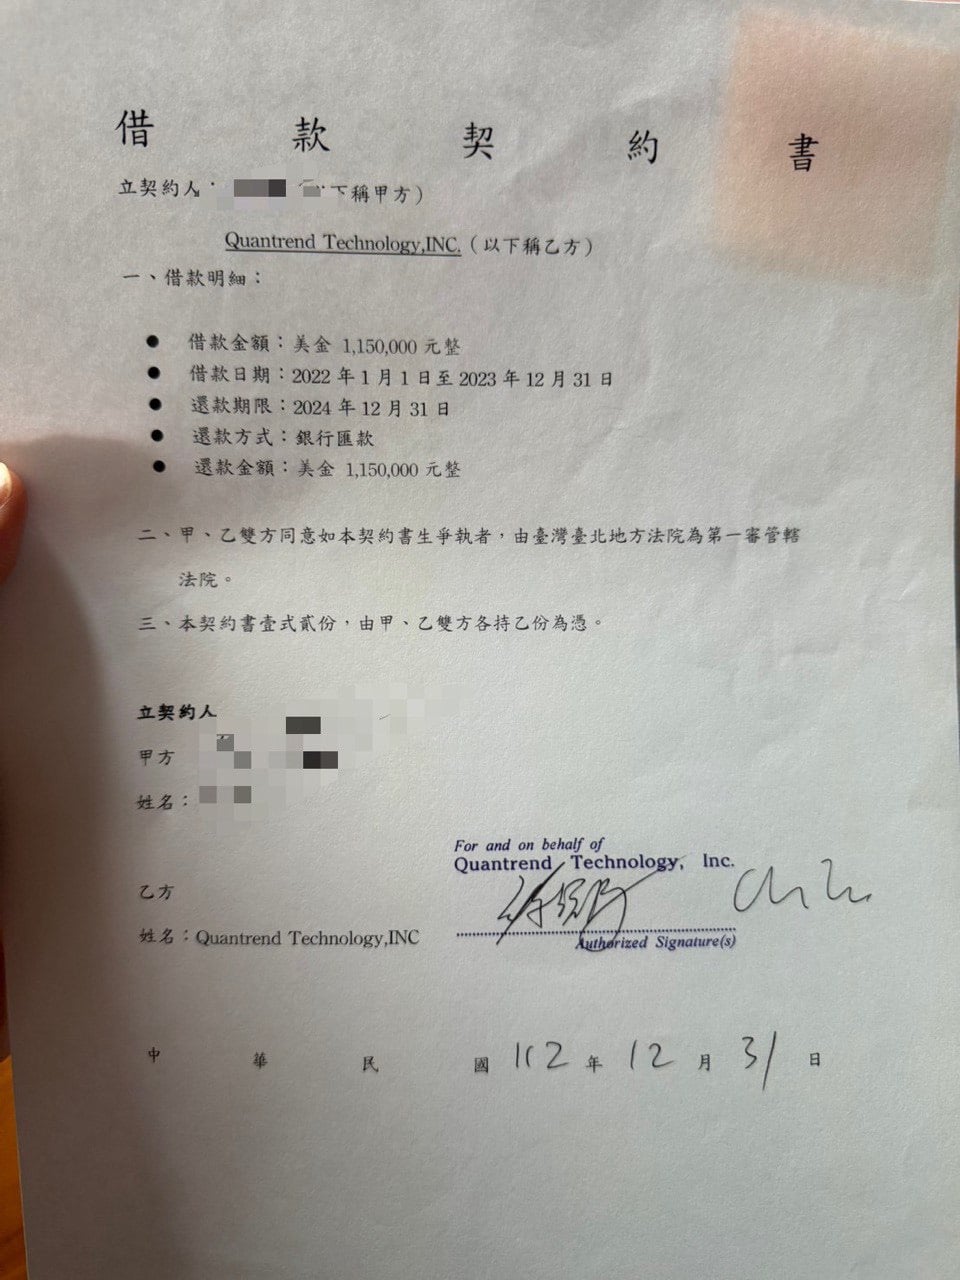 借款契約書
立契約人：以下稱甲方）
Quantrend Technology,INC.（以下稱乙方）
一、借款明細：
● 借款金額：美金 1,150,000 元整
● 借款日期：2022 年 1 月 1 日至 2023 年 12 月 31 日
● 還款期限：2024 年 12 月 31 日
● 還款方式：銀行匯款
● 還款金額：美金 1,150,000 元整
二、甲、乙雙方同意如本契約書生爭執者，由臺灣臺北地方法院為第一審管轄
法院。
三、本契約書壹式貳份，由甲、乙雙方各持乙份為憑。
立契約人
甲方
姓名：
For and on behalf of
Quantrend Technology, Inc.
乙方
姓名：Quantrend Technology,INC
Authorized Signature(s)
中華民國 112 年 12 月 31 日